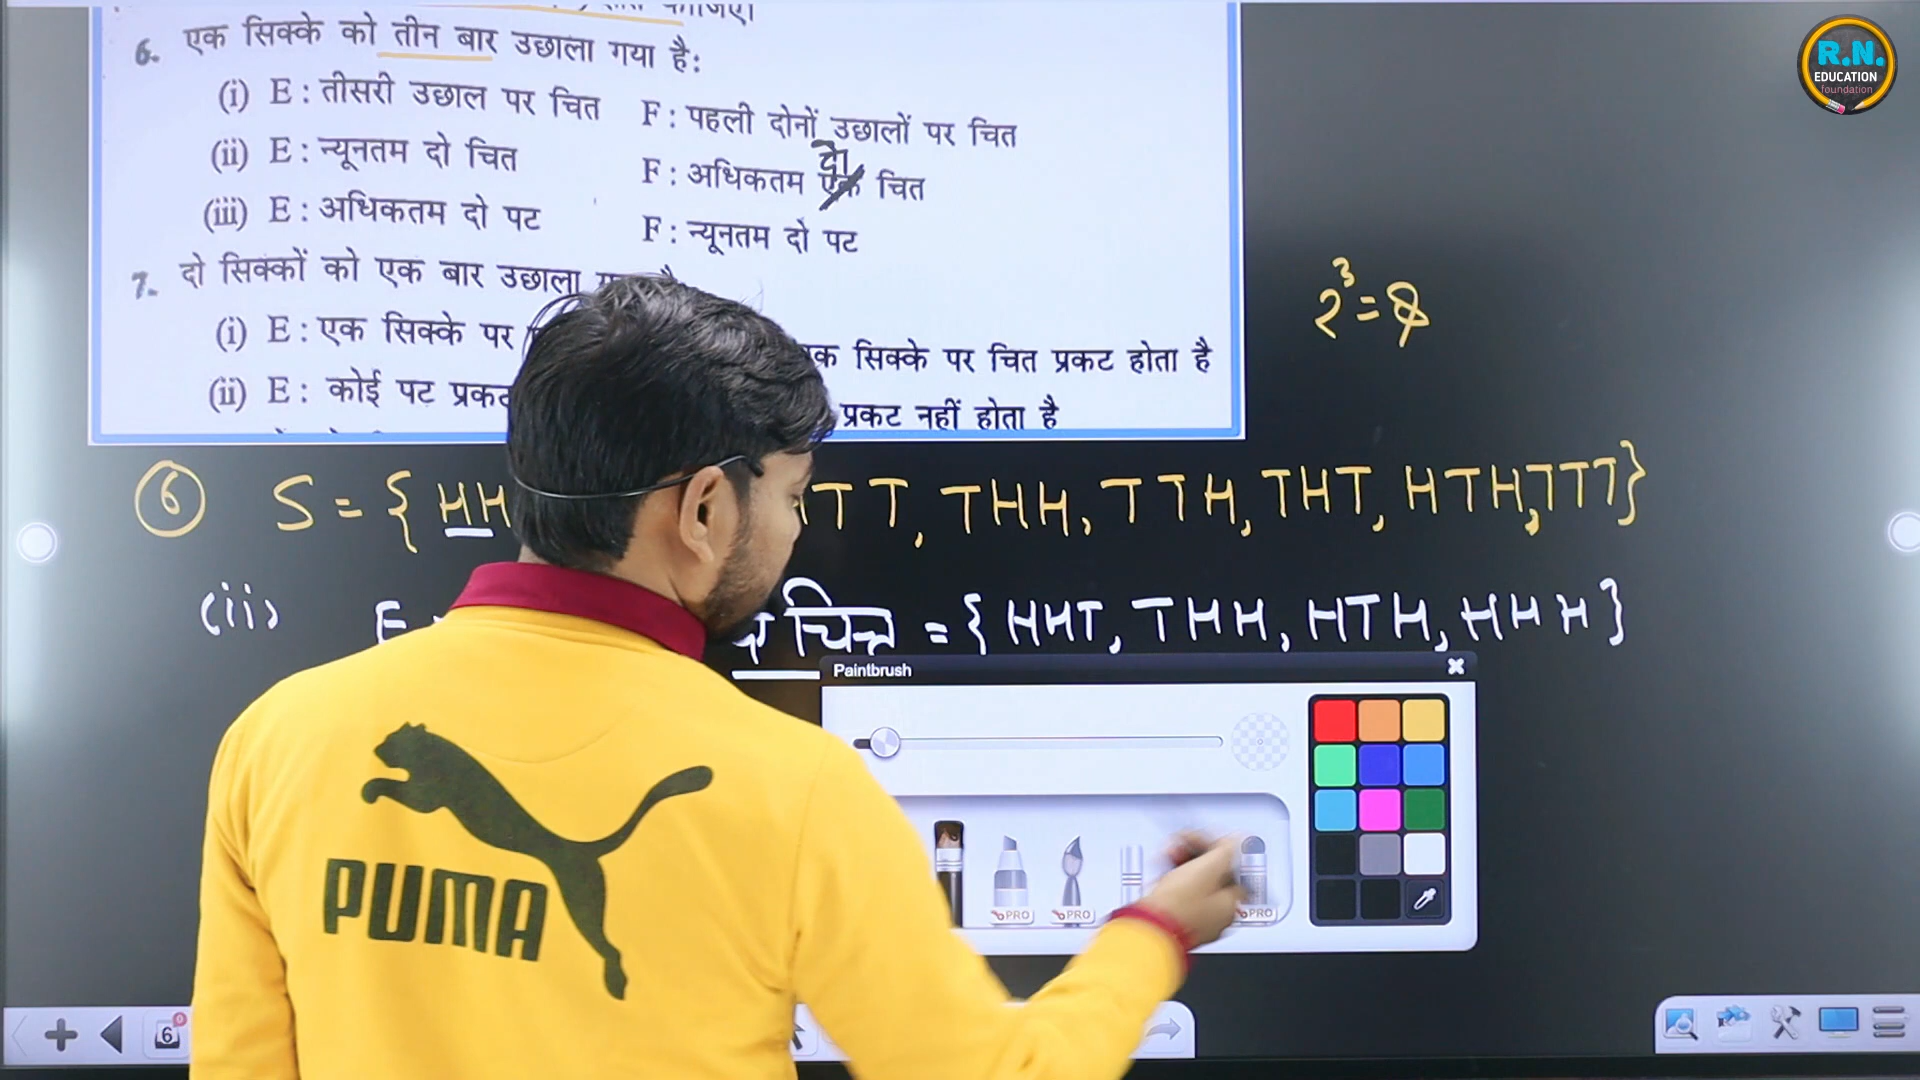 6. एक सिक्के को तीन बार उछाला गया है:
(i) E : तीसरी उछाल पर चित F : पहली दोनों उछालों पर चित
(ii) E : न्यूनतम दो चित F : अधिकतम एक दो चित
(iii) E : अधिकतम दो पट F : न्यूनतम दो पट
7. दो सिक्कों को एक बार उछाला
(i) E : एक सिक्के पर सिक्के पर चित प्रकट होता है
(ii) E : कोई पट प्रकट प्रकट नहीं होता है
2³ = 8
6 S = { HH TT, THH, TTH, THT, HTH, TTT }
(ii) E चित = { HHT, THH, HTH, HHH }
Paintbrush
PRO PRO PRO
PUMA
6
R.N.
EDUCATION
foundation